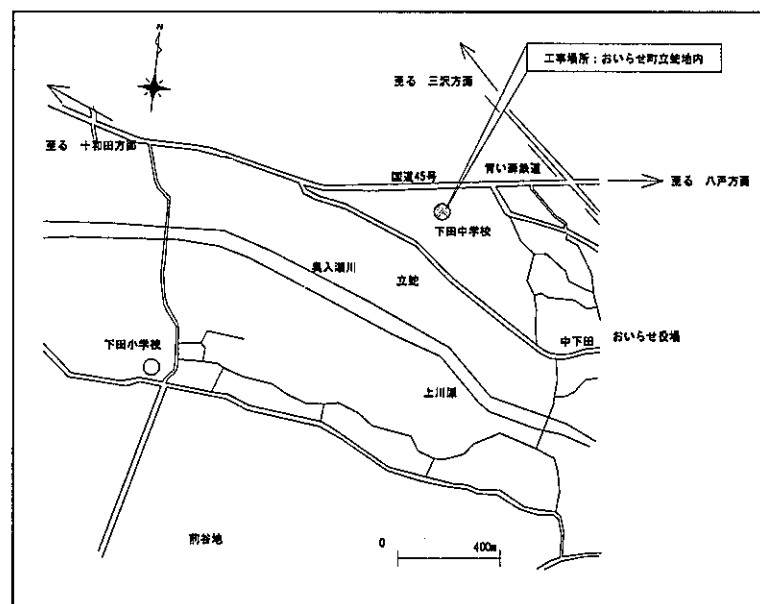 N
工事場所：おいらせ町立蛇地内
至る 三沢方面
至る 十和田方面
国道45号
青い森鉄道
至る 八戸方面
下田中学校
奥入瀬川
立蛇
下田小学校
中下田
おいらせ役場
上川原
前谷地
0
400m